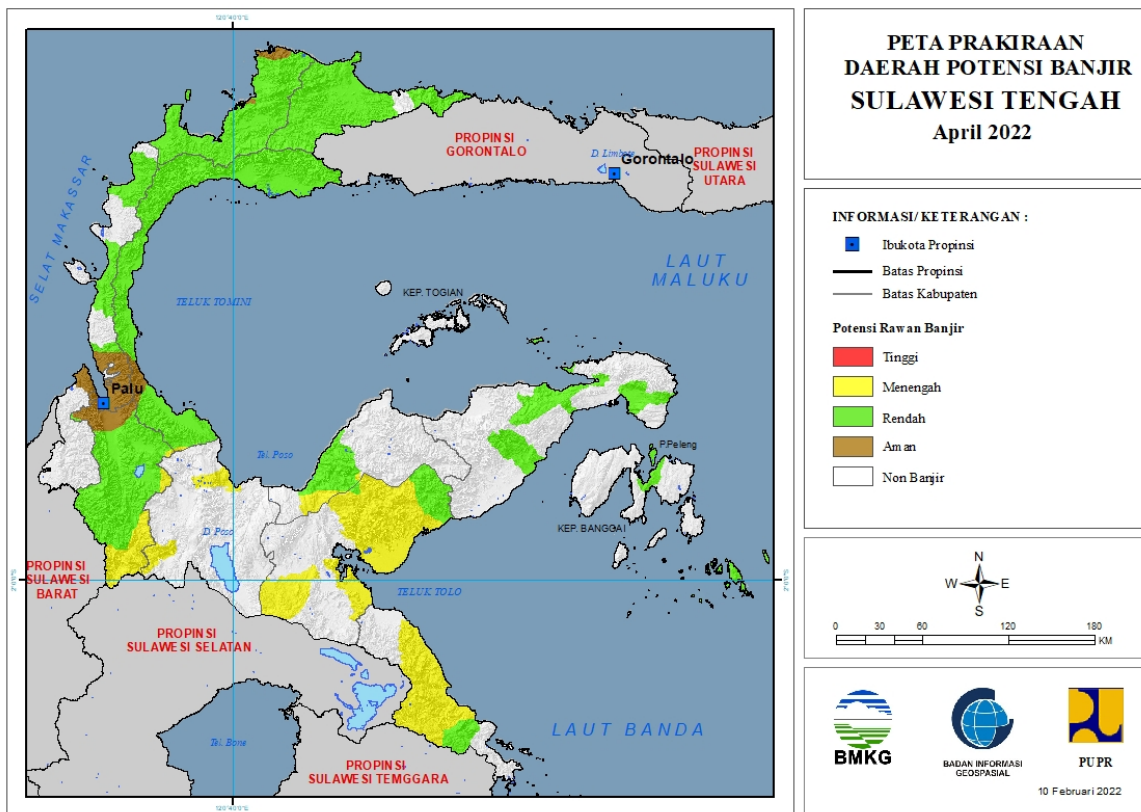 120°4'0"E
PETA PRAKIRAAN
DAERAH POTENSI BANJIR
SULAWESI TENGAH
April 2022
PROPINSI
GORONTALO
D. Limboto
Gorontalo
PROPINSI
SULAWESI
UTARA
SELAT MAKASSAR
TELUK TOMINI
LAUT
MALUKU
KEP. TOGIAN
Palu
Tel. Poso
P.Peleng
KEP. BANGGAI
D. Poso
PROPINSI
SULAWESI
BARAT
TELUK TOLO
PROPINSI
SULAWESI SELATAN
LAUT BANDA
Tel. Bone
PROPINSI
SULAWESI TEMGGARA
INFORMASI/ KETERANGAN :
Ibukota Propinsi
Batas Propinsi
Batas Kabupaten
Potensi Rawan Banjir
Tinggi
Menengah
Rendah
Aman
Non Banjir
N
W E
S
0 30 60 120 180
KM
BMKG
BADAN INFORMASI
GEOSPASIAL
PUPR
10 Februari 2022